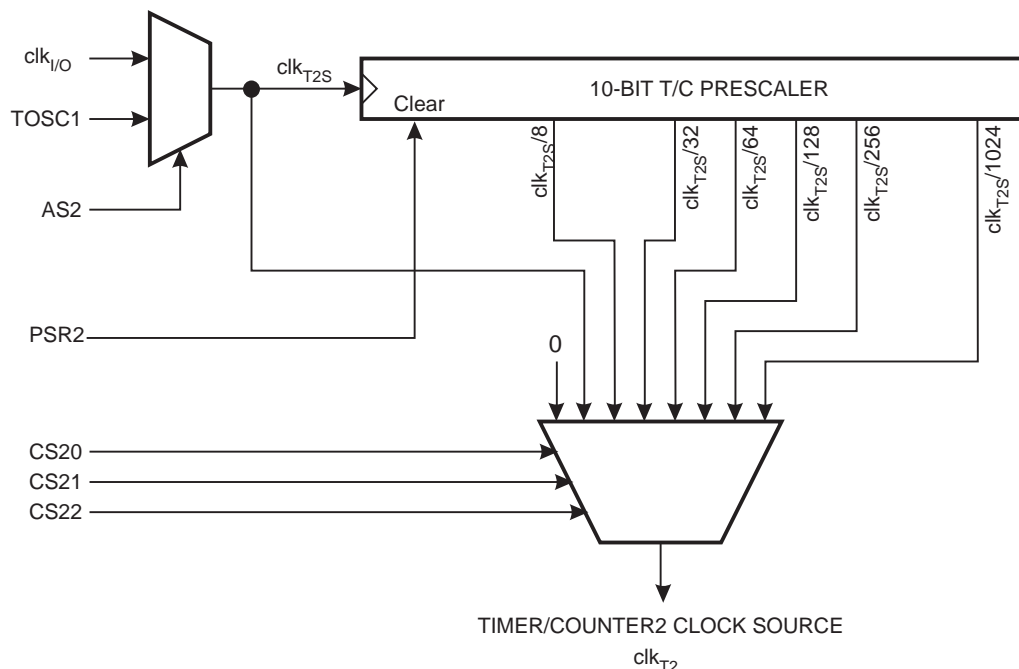 clkI/O
clkT2S
10-BIT T/C PRESCALER
TOSC1
Clear
clkT2S/8
clkT2S/32
clkT2S/64
clkT2S/128
clkT2S/256
clkT2S/1024
AS2
PSR2
0
CS20
CS21
CS22
TIMER/COUNTER2 CLOCK SOURCE
clkT2